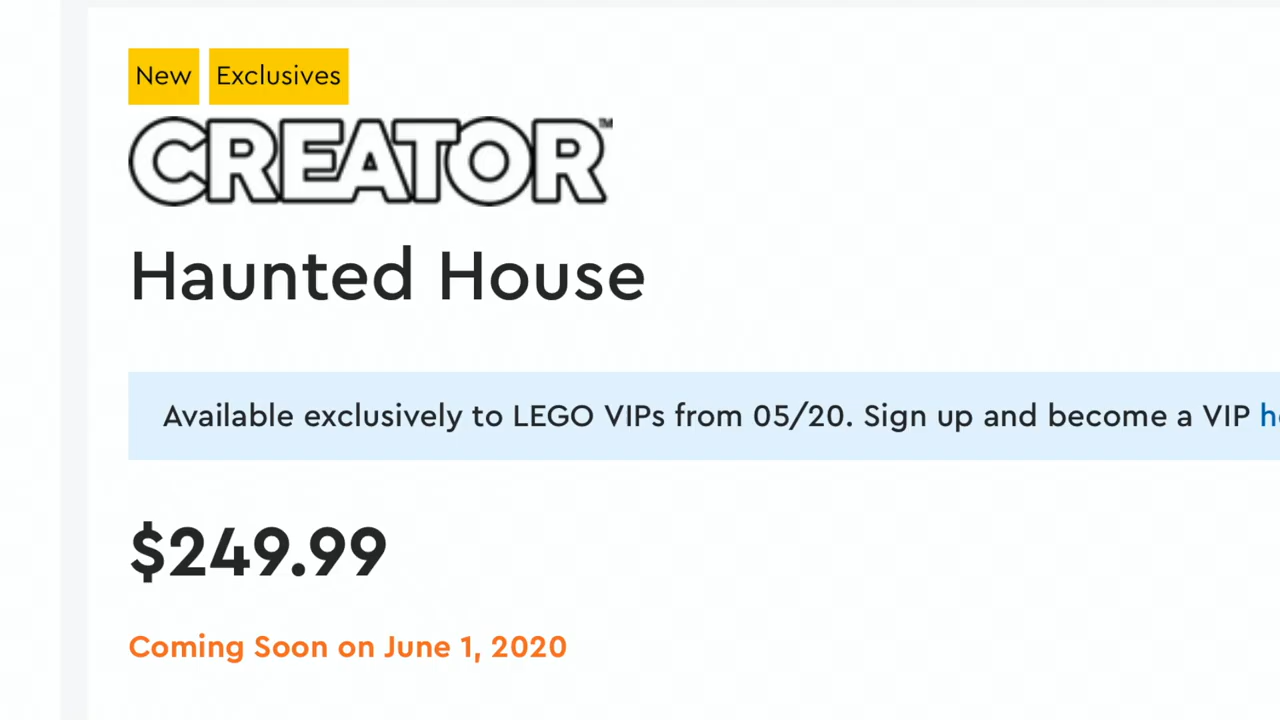 New Exclusives
CREATOR™
Haunted House
Available exclusively to LEGO VIPs from 05/20. Sign up and become a VIP
$249.99
Coming Soon on June 1, 2020